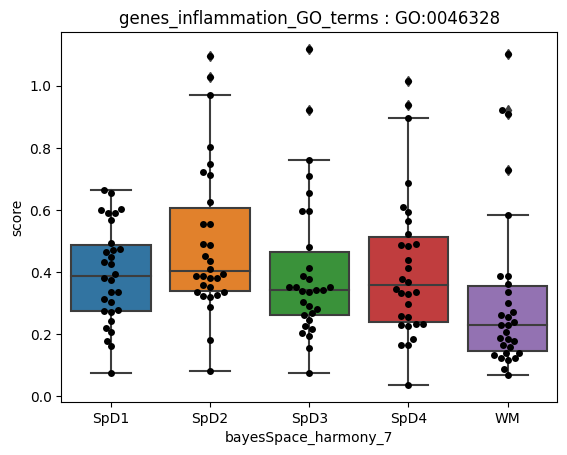 genes_inflammation_GO_terms : GO:0046328
score
1.0
0.8
0.6
0.4
0.2
0.0
SpD1 SpD2 SpD3 SpD4 WM
bayesSpace_harmony_7